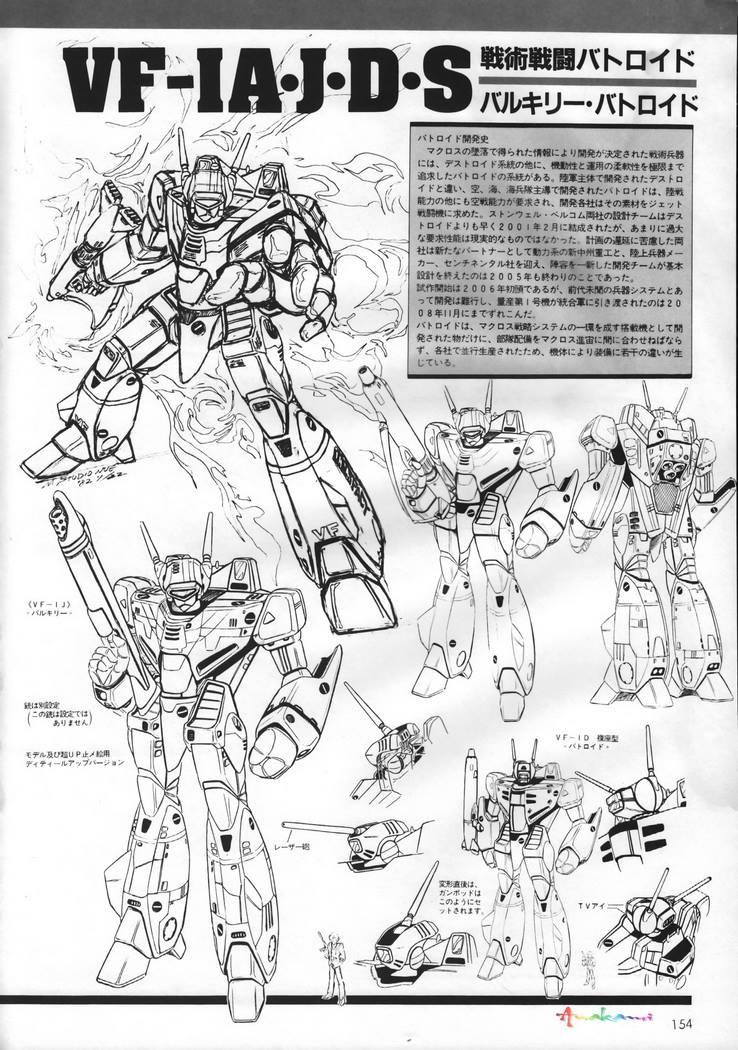 VF-1A・J・D・S
戦術戦闘バトロイド
バルキリー・バトロイド
バトロイド開発史
　マクロスの墜落で得られた情報により開発が決定された戦術兵器
には、デストロイド系統の他に、機動性と運用の柔軟性を極限まで
追求したバトロイドの系統がある。陸軍主体で開発されたデストロ
イドと違い、空、海、海兵隊主導で開発されたバトロイドは、陸戦
能力の他にも空戦能力が要求され、開発各社はその素材をジェット
戦闘機に求めた。ストンウェル・ベルコム両社の設計チームはデス
トロイドよりも早く2001年2月に結成されたが、あまりに過大
な要求性能は現実的なものではなかった。計画の遅延に苦慮した両
社は新たなパートナーとして動力系の新中州重工と、陸上兵器メー
カー、センチネンタル社を迎え、陣容を一新した開発チームが基本
設計を終えたのは2005年も終わりのことであった。
試作開始は2006年初頭であるが、前代未聞の兵器システムとあ
って開発は難行し、量産第1号機が統合軍に引き渡されたのは20
08年11月にまでずれこんだ。
バトロイドは、マクロス戦略システムの一環を成す搭載機として開
発された物だけに、部隊配備をマクロス進宙に間に合わせねばなら
ず、各社で並行生産されたため、機体により装備に若干の違いが生
じている。
STUDIO NUE
VF
《VF-1J》
-バルキリー-
銃は別設定
(この銃は設定では
ありません)
モデル及び超UP止メ絵用
ディティールアップバージョン
レーザー砲
VF-1D 複座型
-バトロイド-
変形直後は、
ガンポッドは
このようにセ
ットされます。
TVアイ
Anakami
154